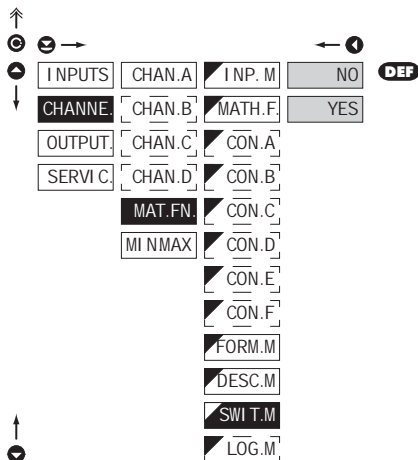 INPUTS CHAN.A INP. M NO DEF
CHANNE. CHAN.B MATH.F. YES
OUTPUT. CHAN.C CON.A
SERVIC. CHAN.D CON.B
MAT.FN. CON.C
MINMAX CON.D
CON.E
CON.F
FORM.M
DESC.M
SWIT.M
LOG.M